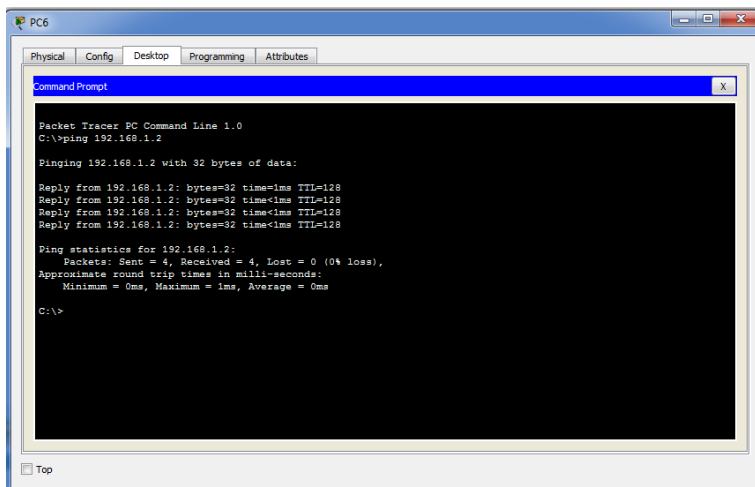 PC6
Physical Config Desktop Programming Attributes
Command Prompt X
Packet Tracer PC Command Line 1.0
C:\>ping 192.168.1.2
Pinging 192.168.1.2 with 32 bytes of data:
Reply from 192.168.1.2: bytes=32 time=1ms TTL=128
Reply from 192.168.1.2: bytes=32 time<1ms TTL=128
Reply from 192.168.1.2: bytes=32 time<1ms TTL=128
Reply from 192.168.1.2: bytes=32 time<1ms TTL=128
Ping statistics for 192.168.1.2:
Packets: Sent = 4, Received = 4, Lost = 0 (0% loss),
Approximate round trip times in milli-seconds:
Minimum = 0ms, Maximum = 1ms, Average = 0ms
C:\>
Top